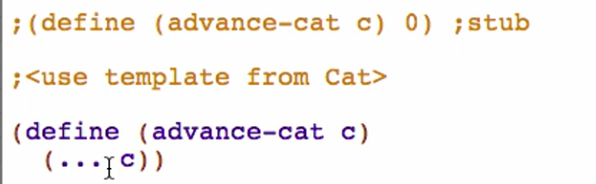 ;(define (advance-cat c) 0) ;stub
;<use template from Cat>
(define (advance-cat c)
(... c))